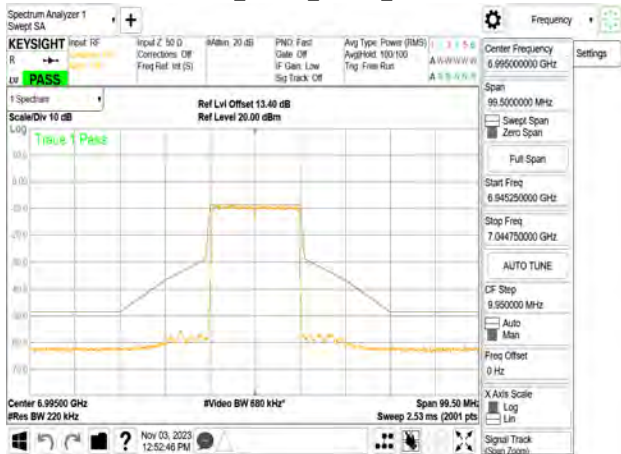 Spectrum Analyzer 1
Swept SA
+
Frequency
KEYSIGHT
Input: RF
Input Z: 50 Ω
#Atten: 20 dB
PNO: Fast
Avg Type: Power (RMS)
R
Corrections: Off
Gate: Off
Avg|Hold: 100/100
Freq Ref: Int (S)
IF Gain: Low
Trig: Free Run
Sig Track: Off
LV PASS
Center Frequency
6.995000000 GHz
Settings
Span
99.5000000 MHz
Swept Span
Zero Span
Full Span
Start Freq
6.945250000 GHz
Stop Freq
7.044750000 GHz
AUTO TUNE
CF Step
9.950000 MHz
Auto
Man
Freq Offset
0 Hz
X Axis Scale
Log
Lin
Signal Track
(Span Zoom)
1 Spectrum
Scale/Div 10 dB
Ref Lvl Offset 13.40 dB
Ref Level 20.00 dBm
Log
Trace 1 Pass
10.0
0.00
Center 6.99500 GHz
#Video BW 680 kHz*
Span 99.50 MHz
#Res BW 220 kHz
Sweep 2.53 ms (2001 pts
?
Nov 03, 2023
12:52:46 PM